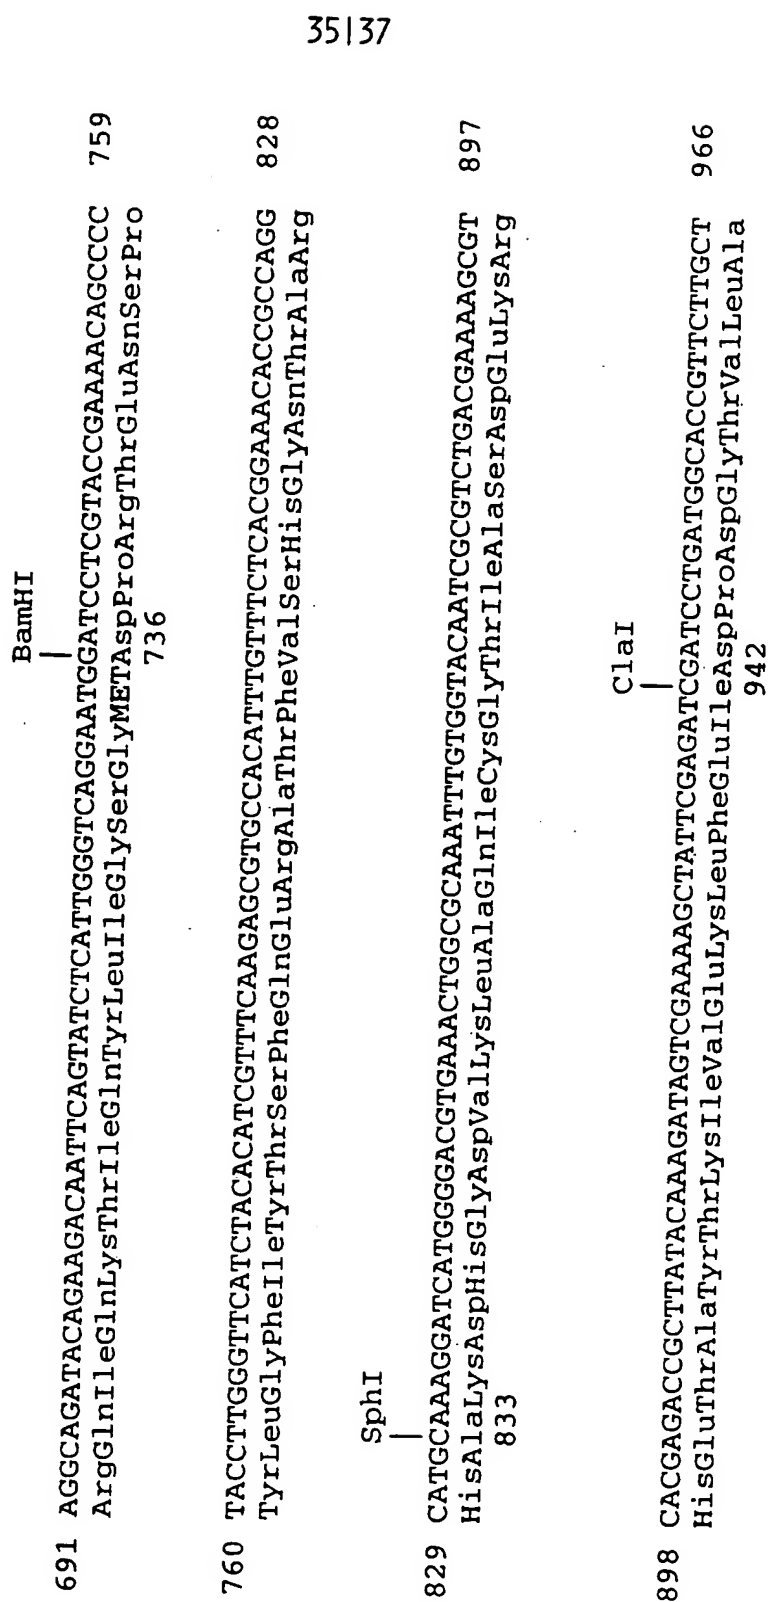 35|37
BamHI
691 AGGCAGATACAGAAGACAATTCAGTATCTCATTGGGTCAGGAATGGATCCTCGTACCGAAAACAGCCCC 759
ArgGlnIleGlnLysThrIleGlnTyrLeuIleGlySerGlyMETAspProArgThrGluAsnSerPro
736
760 TACCTTGGGTTCATCTACACATCGTTTCAAGAGCGTGCCACATTTGTTTCTCACGGAAACACCGCCAGG 828
TyrLeuGlyPheIleTyrThrSerPheGlnGluArgAlaThrPheValSerHisGlyAsnThrAlaArg
SphI
829 CATGCAAAGGATCATGGGGACGTGAAACTGGCGCAAATTTGTGGTACAATCGCGTCTGACGAAAAGCGT 897
HisAlaLysAspHisGlyAspValLysLeuAlaGlnIleCysGlyThrIleAlaSerAspGluLysArg
833
ClaI
898 CACGAGACCGCTTATACAAAGATAGTCGAAAAGCTATTCGAGATCGATCCTGATGGCACCGTTCTTGCT 966
HisGluThrAlaTyrThrLysIleValGluLysLeuPheGluIleAspProAspGlyThrValLeuAla
942